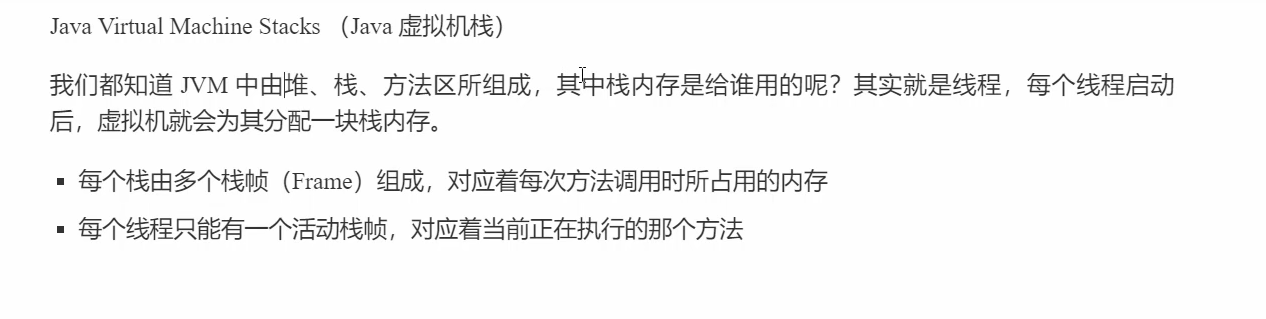 Java Virtual Machine Stacks （Java 虚拟机栈）
我们都知道 JVM 中由堆、栈、方法区所组成，其中栈内存是给谁用的呢？其实就是线程，每个线程启动
后，虚拟机就会为其分配一块栈内存。
▪ 每个栈由多个栈帧（Frame）组成，对应着每次方法调用时所占用的内存
▪ 每个线程只能有一个活动栈帧，对应着当前正在执行的那个方法